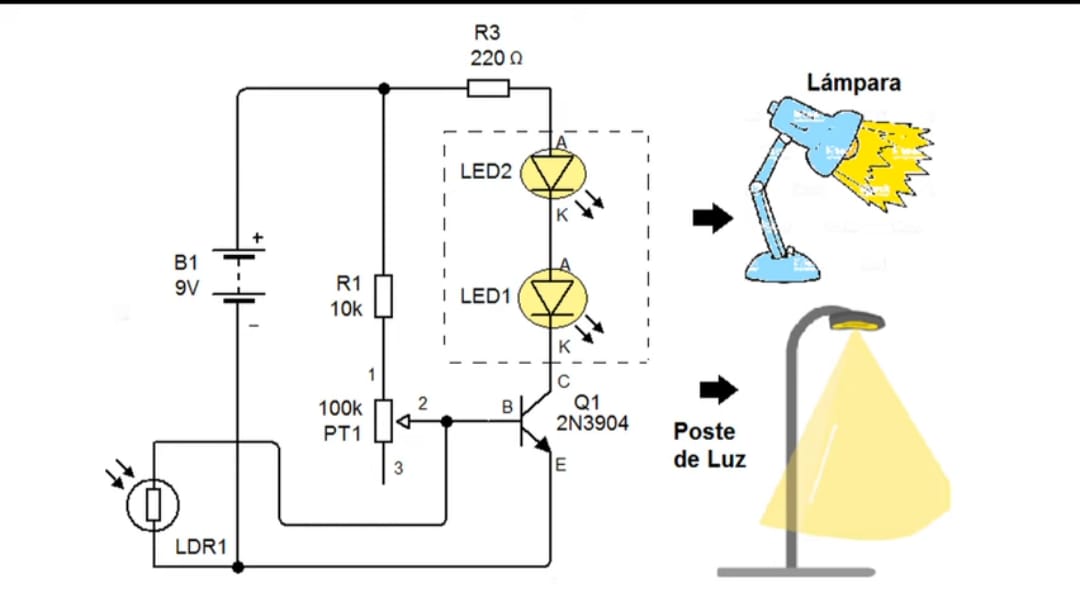 R3
220 Ω
Lámpara
A
LED2
K
+
B1
9V
−
A
R1
10k
LED1
K
1
C
100k
PT1
2
B
Q1
2N3904
3
E
Poste
de Luz
LDR1